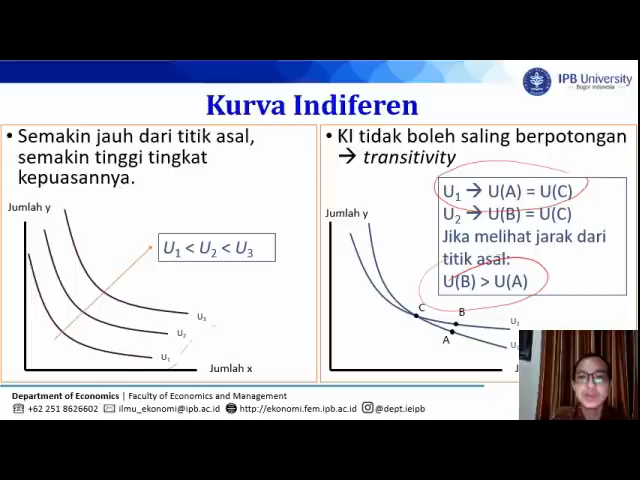 IPB University
Bogor Indonesia
Kurva Indiferen
• Semakin jauh dari titik asal,
semakin tinggi tingkat
kepuasannya.
Jumlah y
U₁ < U₂ < U₃
U₃
U₂
U₁
Jumlah x
• KI tidak boleh saling berpotongan
→ transitivity
Jumlah y
U₁ → U(A) = U(C)
U₂ → U(B) = U(C)
Jika melihat jarak dari
titik asal:
U(B) > U(A)
C
B
A
Department of Economics | Faculty of Economics and Management
+62 251 8626602 ilmu_ekonomi@ipb.ac.id http://ekonomi.fem.ipb.ac.id @dept.ieipb